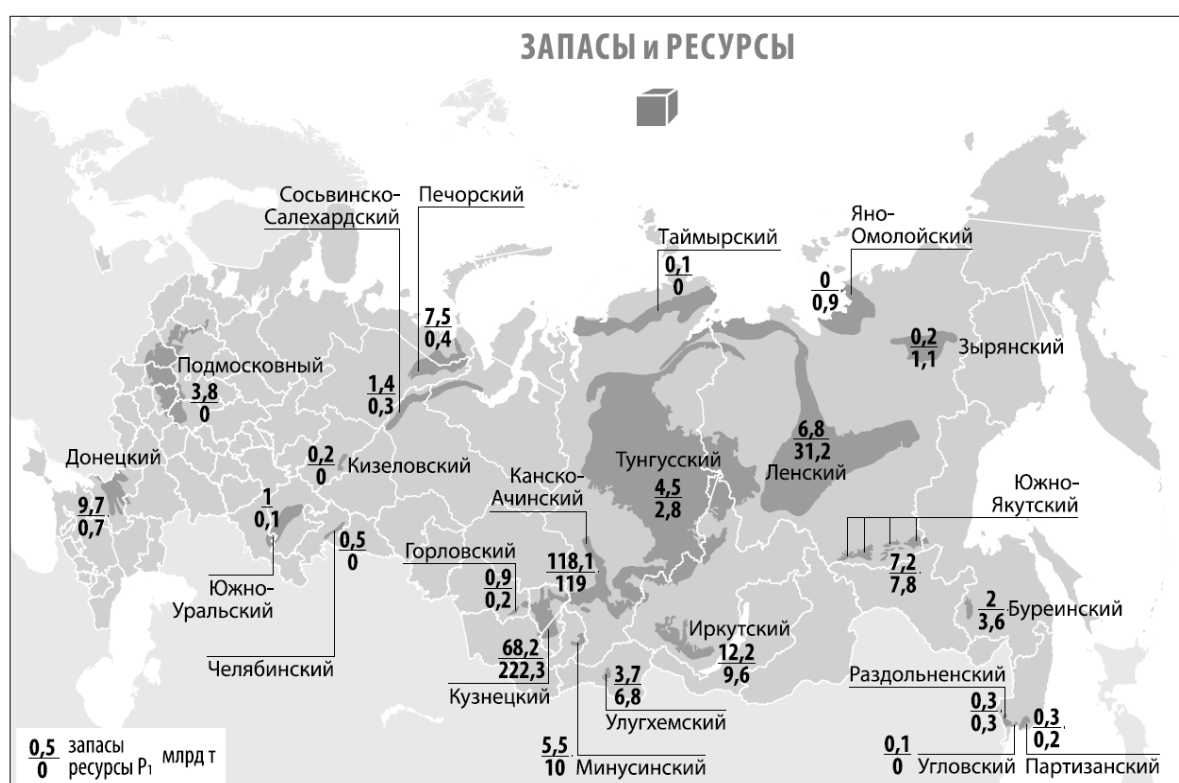 ЗАПАСЫ и РЕСУРСЫ
Сосьвинско-
Салехардский
Печорский
Таймырский
Яно-
Омолойский
0,1
0
0
0,9
7,5
0,4
0,2
1,1
Зырянский
Подмосковный
3,8
0
1,4
0,3
6,8
31,2
Ленский
Донецкий
9,7
0,7
0,2
0
Кизеловский
Канско-
Ачинский
Тунгусский
4,5
2,8
Южно-
Якутский
1
0,1
0,5
0
Горловский
0,9
0,2
118,1
119
7,2
7,8
Южно-
Уральский
2
3,6
Буреинский
Челябинский
68,2
222,3
Кузнецкий
3,7
6,8
Улугхемский
Иркутский
12,2
9,6
Раздольненский
0,3
0,3
0,3
0,2
5,5
10
Минусинский
0,1
0
Угловский
Партизанский
0,5
0
запасы
ресурсы P1
млрд т